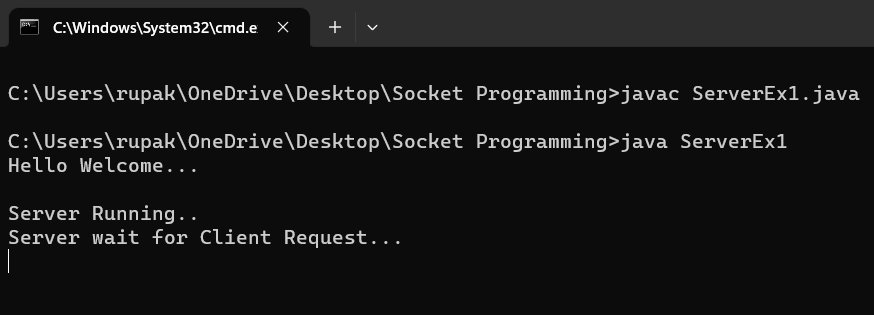 C:\Windows\System32\cmd.e
C:\Users\rupak\OneDrive\Desktop\Socket Programming>javac ServerEx1.java
C:\Users\rupak\OneDrive\Desktop\Socket Programming>java ServerEx1
Hello Welcome...
Server Running..
Server wait for Client Request...